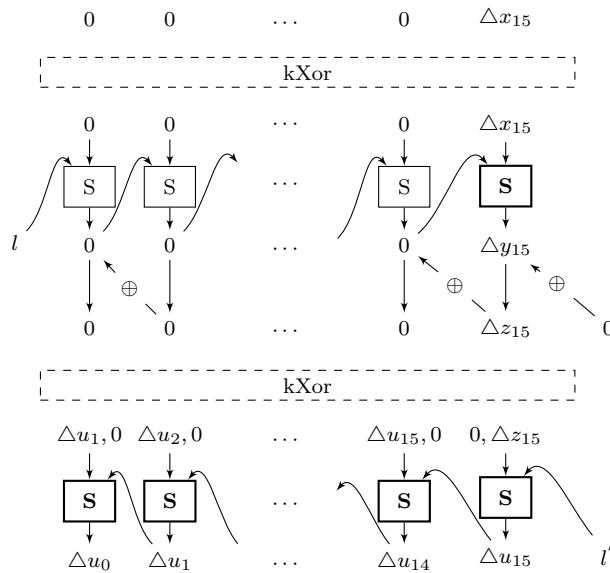 0 0 ... 0 △x₁₅
kXor
0 0 ... 0 △x₁₅
S S ... S S
l 0 0 ... 0 △y₁₅
⊕ ⊕ ⊕
0 0 ... 0 △z₁₅ 0
kXor
△u₁, 0 △u₂, 0 ... △u₁₅, 0 0, △z₁₅
S S ... S S
△u₀ △u₁ ... △u₁₄ △u₁₅ l'